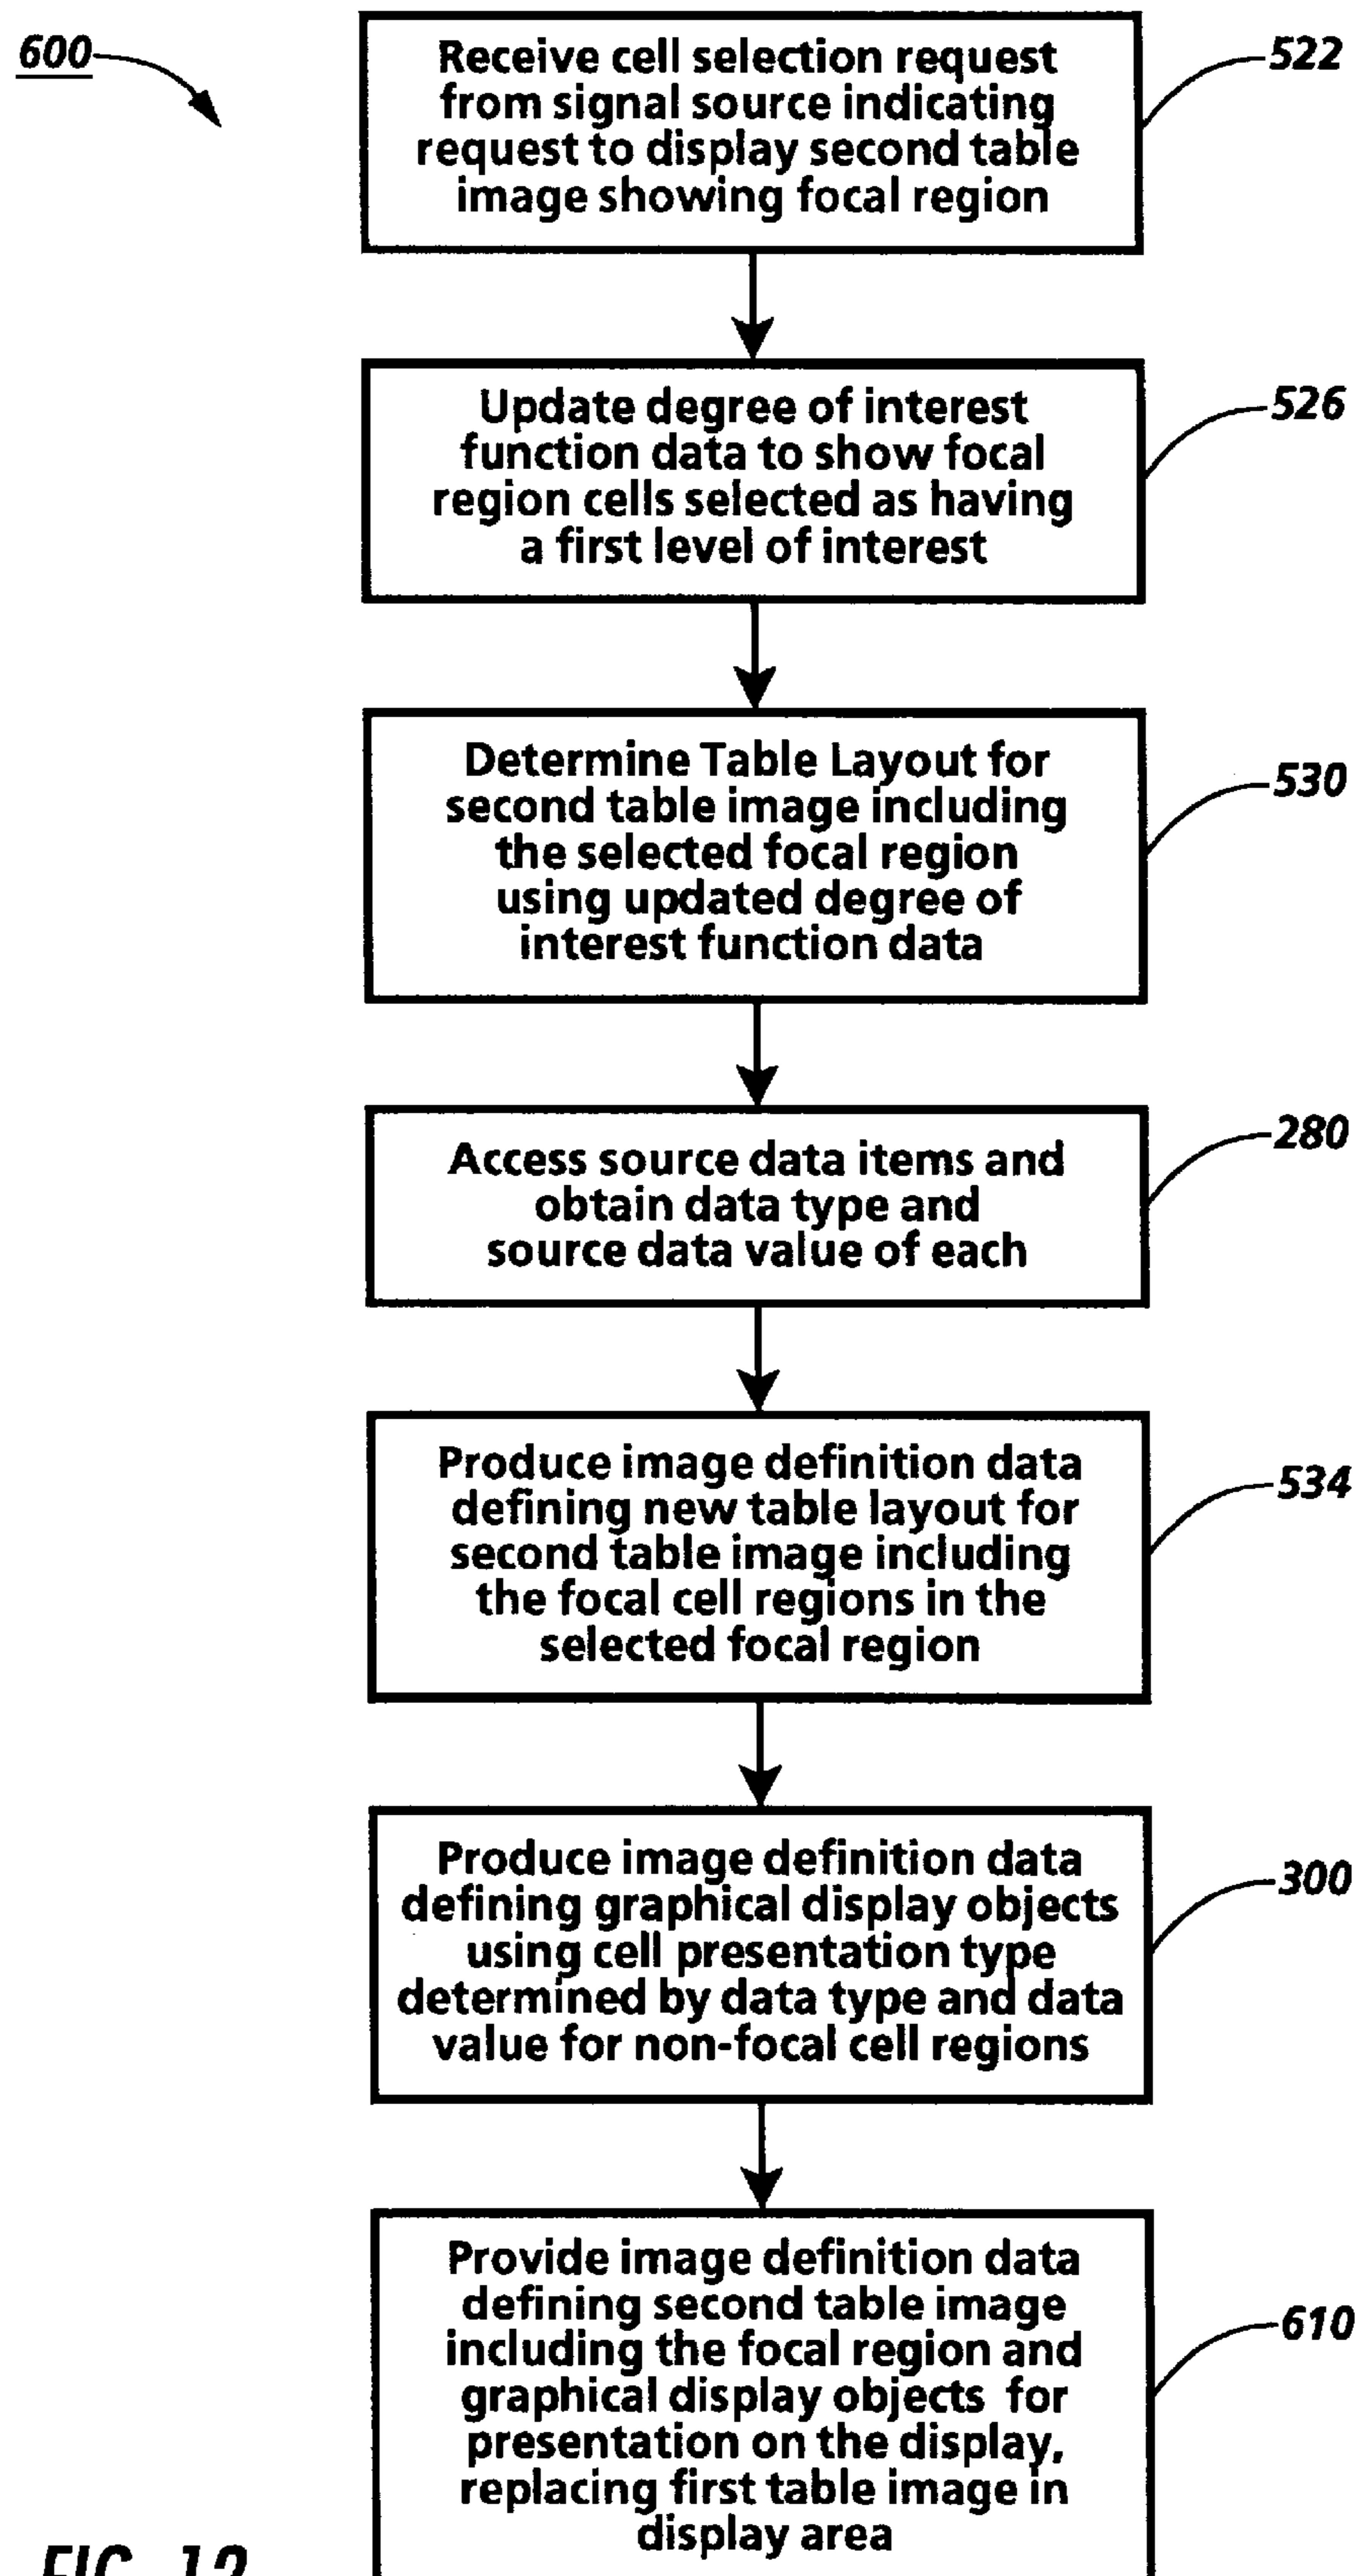 600
Receive cell selection request
from signal source indicating
request to display second table
image showing focal region
522
Update degree of interest
function data to show focal
region cells selected as having
a first level of interest
526
Determine Table Layout for
second table image including
the selected focal region
using updated degree of
interest function data
530
Access source data items and
obtain data type and
source data value of each
280
Produce image definition data
defining new table layout for
second table image including
the focal cell regions in the
selected focal region
534
Produce image definition data
defining graphical display objects
using cell presentation type
determined by data type and data
value for non-focal cell regions
300
Provide image definition data
defining second table image
including the focal region and
graphical display objects for
presentation on the display,
replacing first table image in
display area
610
FIG. 12